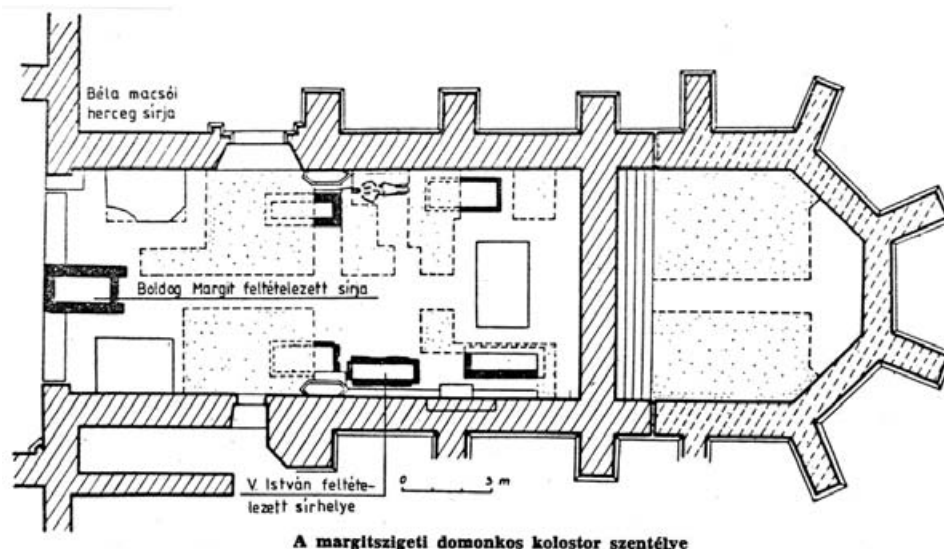 Béla macsói
herceg sírja
Boldog Margit feltételezett sírja
V. István feltéte-
lezett sírhelye
0 3 m
A margitszigeti domonkos kolostor szentélye